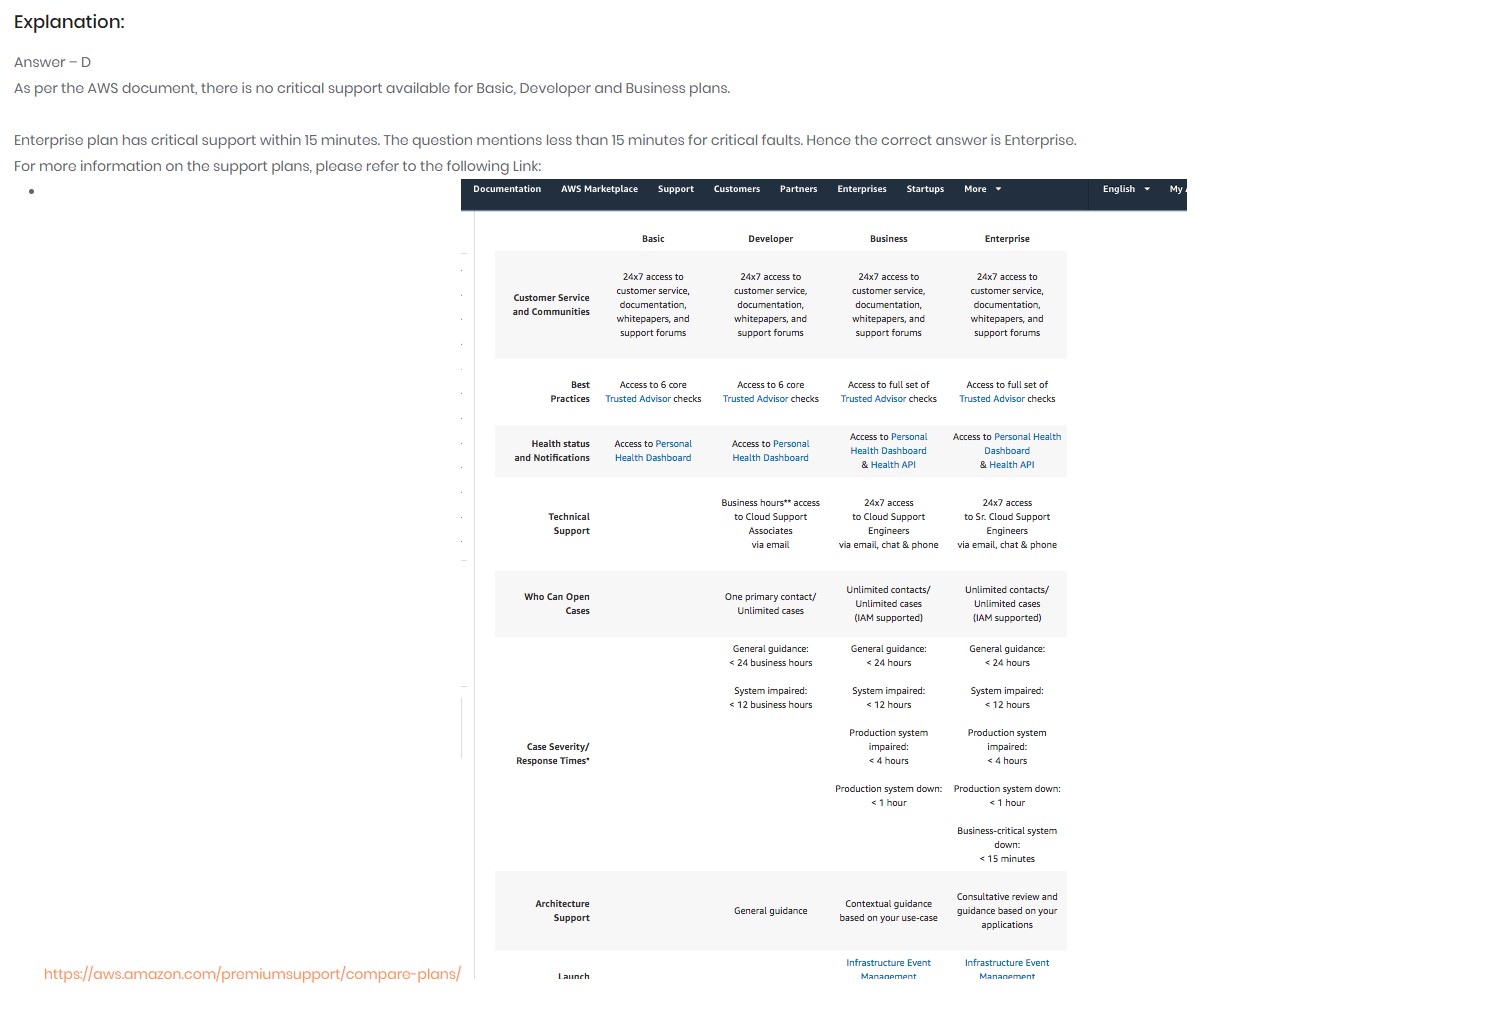 Explanation:
Answer – D
As per the AWS document, there is no critical support available for Basic, Developer and Business plans.
Enterprise plan has critical support within 15 minutes. The question mentions less than 15 minutes for critical faults. Hence the correct answer is Enterprise.
For more information on the support plans, please refer to the following Link:
Documentation AWS Marketplace Support Customers Partners Enterprises Startups More English My
Basic Developer Business Enterprise
Customer Service
and Communities
24x7 access to
customer service,
documentation,
whitepapers, and
support forums
24x7 access to
customer service,
documentation,
whitepapers, and
support forums
24x7 access to
customer service,
documentation,
whitepapers, and
support forums
24x7 access to
customer service,
documentation,
whitepapers, and
support forums
Best
Practices
Access to 6 core
Trusted Advisor checks
Access to 6 core
Trusted Advisor checks
Access to full set of
Trusted Advisor checks
Access to full set of
Trusted Advisor checks
Health status
and Notifications
Access to Personal
Health Dashboard
Access to Personal
Health Dashboard
Access to Personal
Health Dashboard
& Health API
Access to Personal Health
Dashboard
& Health API
Technical
Support
Business hours** access
to Cloud Support
Associates
via email
24x7 access
to Cloud Support
Engineers
via email, chat & phone
24x7 access
to Sr. Cloud Support
Engineers
via email, chat & phone
Who Can Open
Cases
One primary contact/
Unlimited cases
Unlimited contacts/
Unlimited cases
(IAM supported)
Unlimited contacts/
Unlimited cases
(IAM supported)
Case Severity/
Response Times*
General guidance:
< 24 business hours
System impaired:
< 12 business hours
General guidance:
< 24 hours
System impaired:
< 12 hours
Production system
impaired:
< 4 hours
Production system down:
< 1 hour
General guidance:
< 24 hours
System impaired:
< 12 hours
Production system
impaired:
< 4 hours
Production system down:
< 1 hour
Business-critical system
down:
< 15 minutes
Architecture
Support
General guidance
Contextual guidance
based on your use-case
Consultative review and
guidance based on your
applications
Launch
Infrastructure Event
Management
Infrastructure Event
Management
https://aws.amazon.com/premiumsupport/compare-plans/